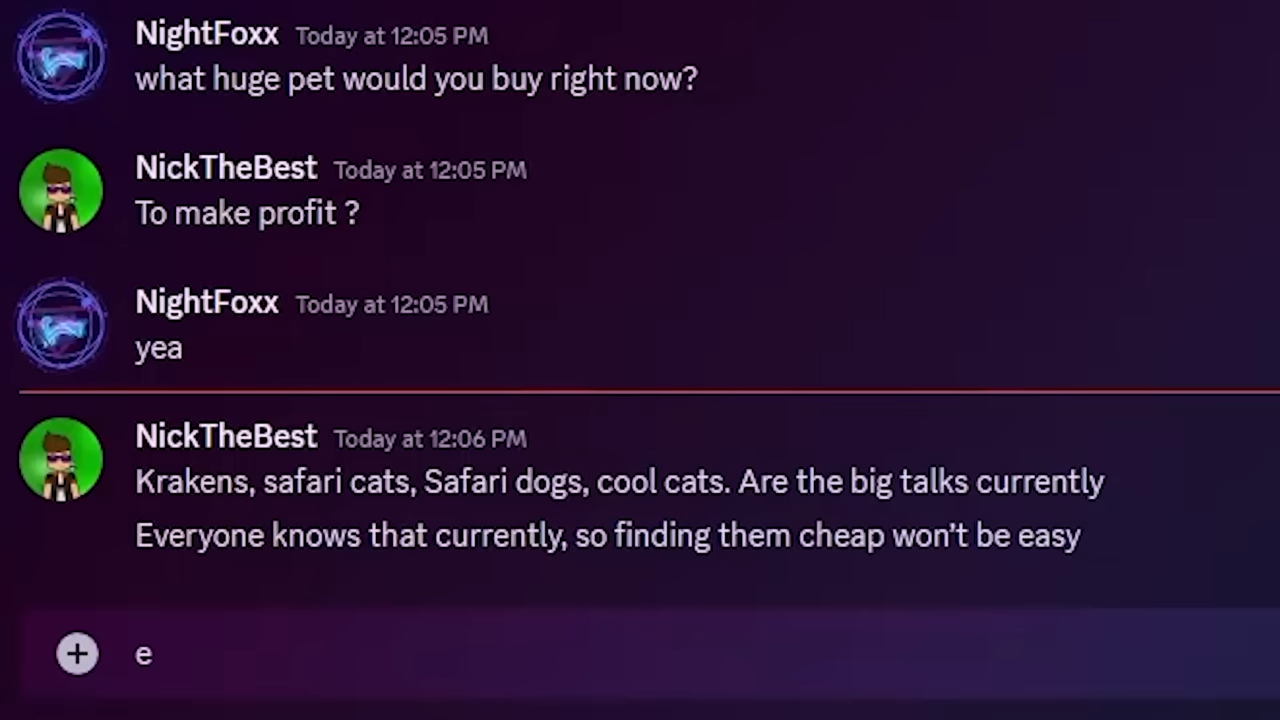 NightFoxx Today at 12:05 PM
what huge pet would you buy right now?
NickTheBest Today at 12:05 PM
To make profit ?
NightFoxx Today at 12:05 PM
yea
NickTheBest Today at 12:06 PM
Krakens, safari cats, Safari dogs, cool cats. Are the big talks currently
Everyone knows that currently, so finding them cheap won’t be easy
e